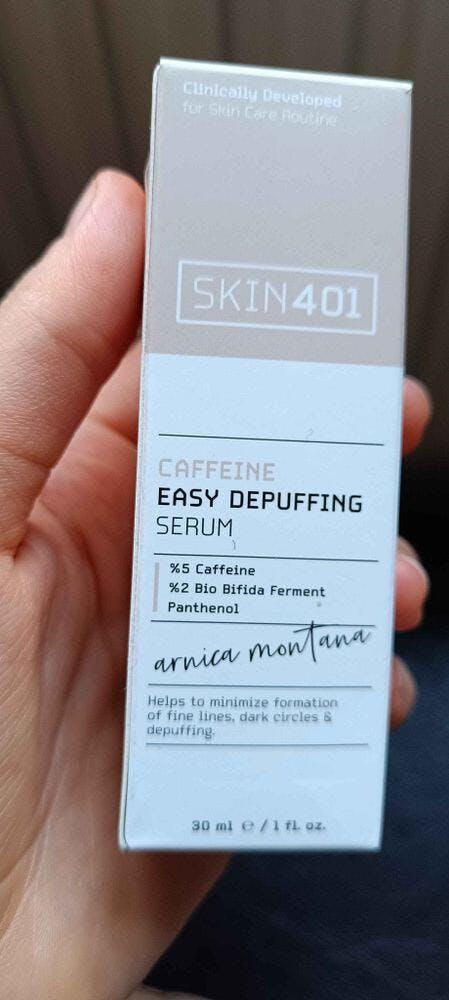 Clinically Developed
for Skin Care Routine
SKIN401
CAFFEINE
EASY DEPUFFING
SERUM
%5 Caffeine
%2 Bio Bifida Ferment
Panthenol
arnica montana
Helps to minimize formation
of fine lines, dark circles &
depuffing.
30 ml ℮ / 1 fl. oz.